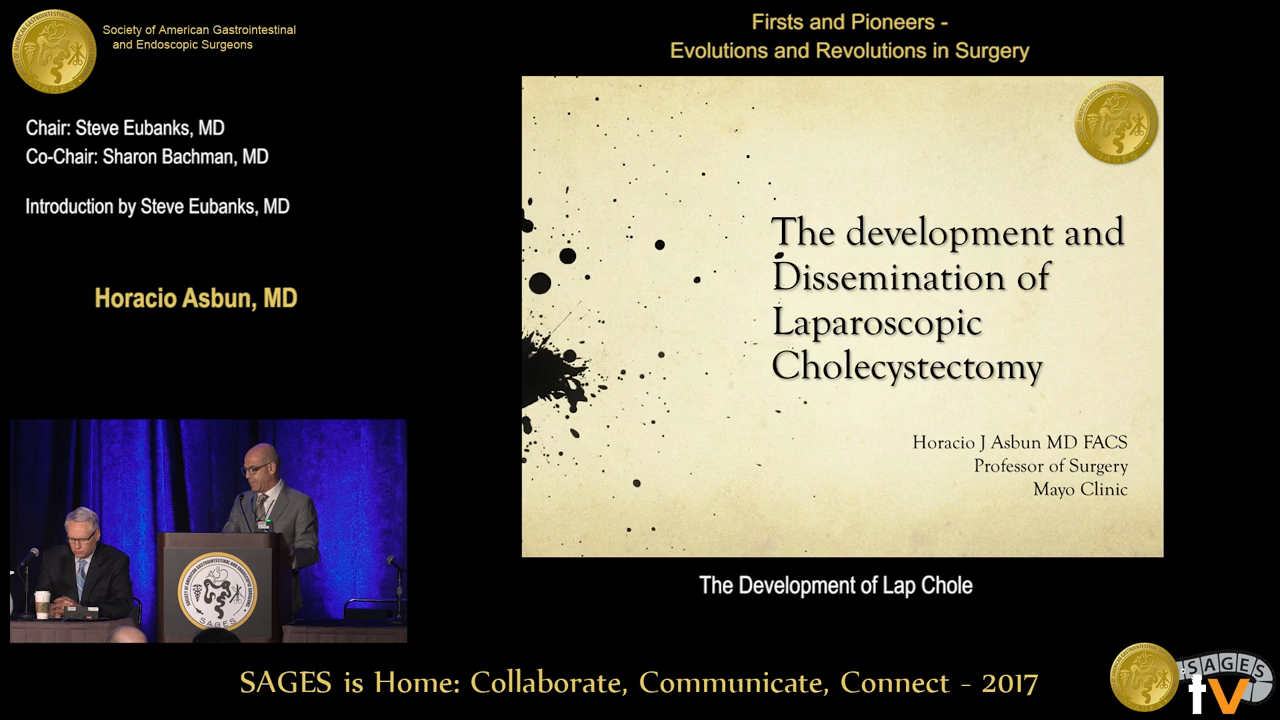 Society of American Gastrointestinal
and Endoscopic Surgeons
Firsts and Pioneers -
Evolutions and Revolutions in Surgery
Chair: Steve Eubanks, MD
Co-Chair: Sharon Bachman, MD
Introduction by Steve Eubanks, MD
Horacio Asbun, MD
The development and
Dissemination of
Laparoscopic
Cholecystectomy
Horacio J Asbun MD FACS
Professor of Surgery
Mayo Clinic
SAGES
The Development of Lap Chole
SAGES is Home: Collaborate, Communicate, Connect - 2017
SAGES
tv